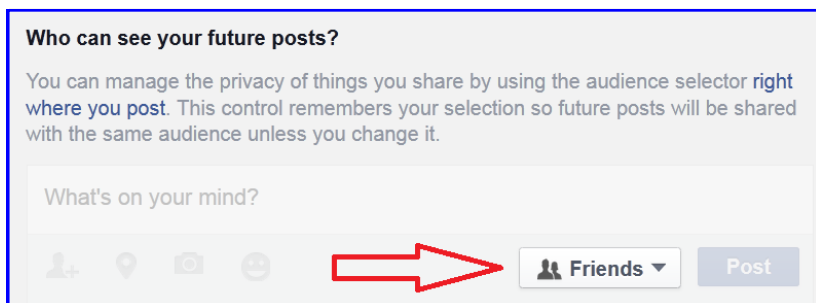 Who can see your future posts?
You can manage the privacy of things you share by using the audience selector right
where you post. This control remembers your selection so future posts will be shared
with the same audience unless you change it.
What's on your mind?
Friends
Post